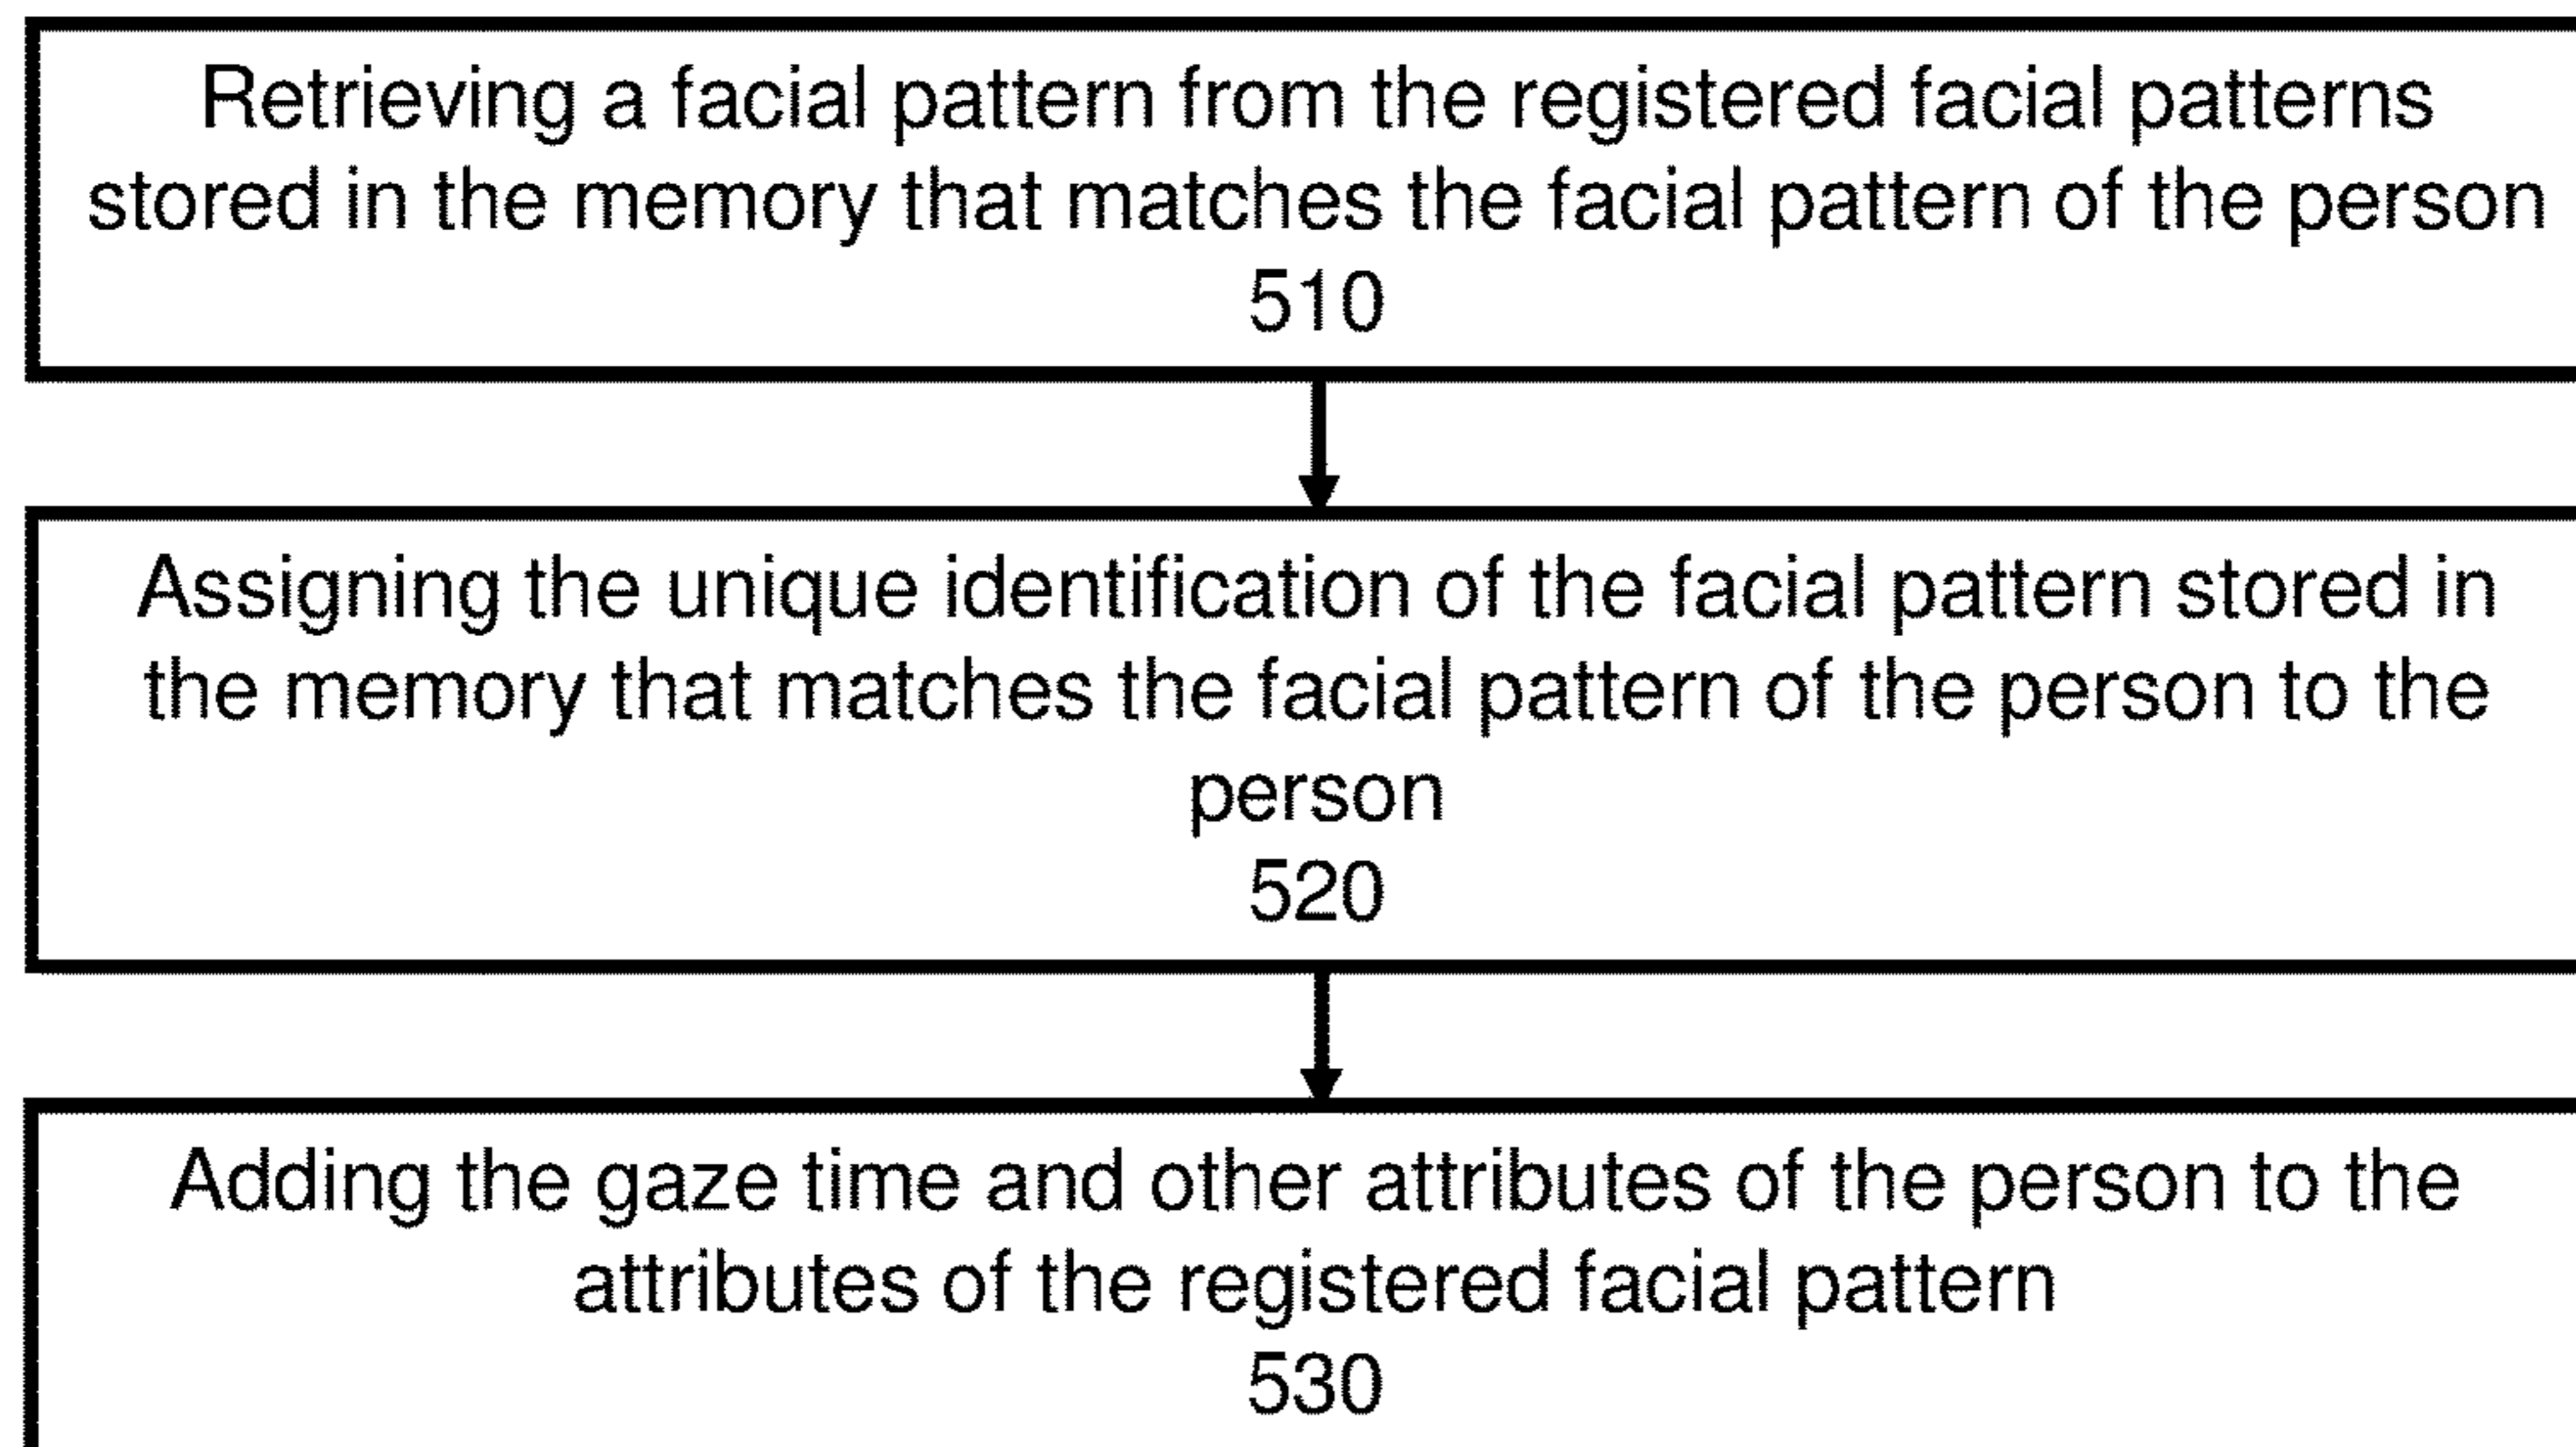 Retrieving a facial pattern from the registered facial patterns
stored in the memory that matches the facial pattern of the person
510
Assigning the unique identification of the facial pattern stored in
the memory that matches the facial pattern of the person to the
person
520
Adding the gaze time and other attributes of the person to the
attributes of the registered facial pattern
530